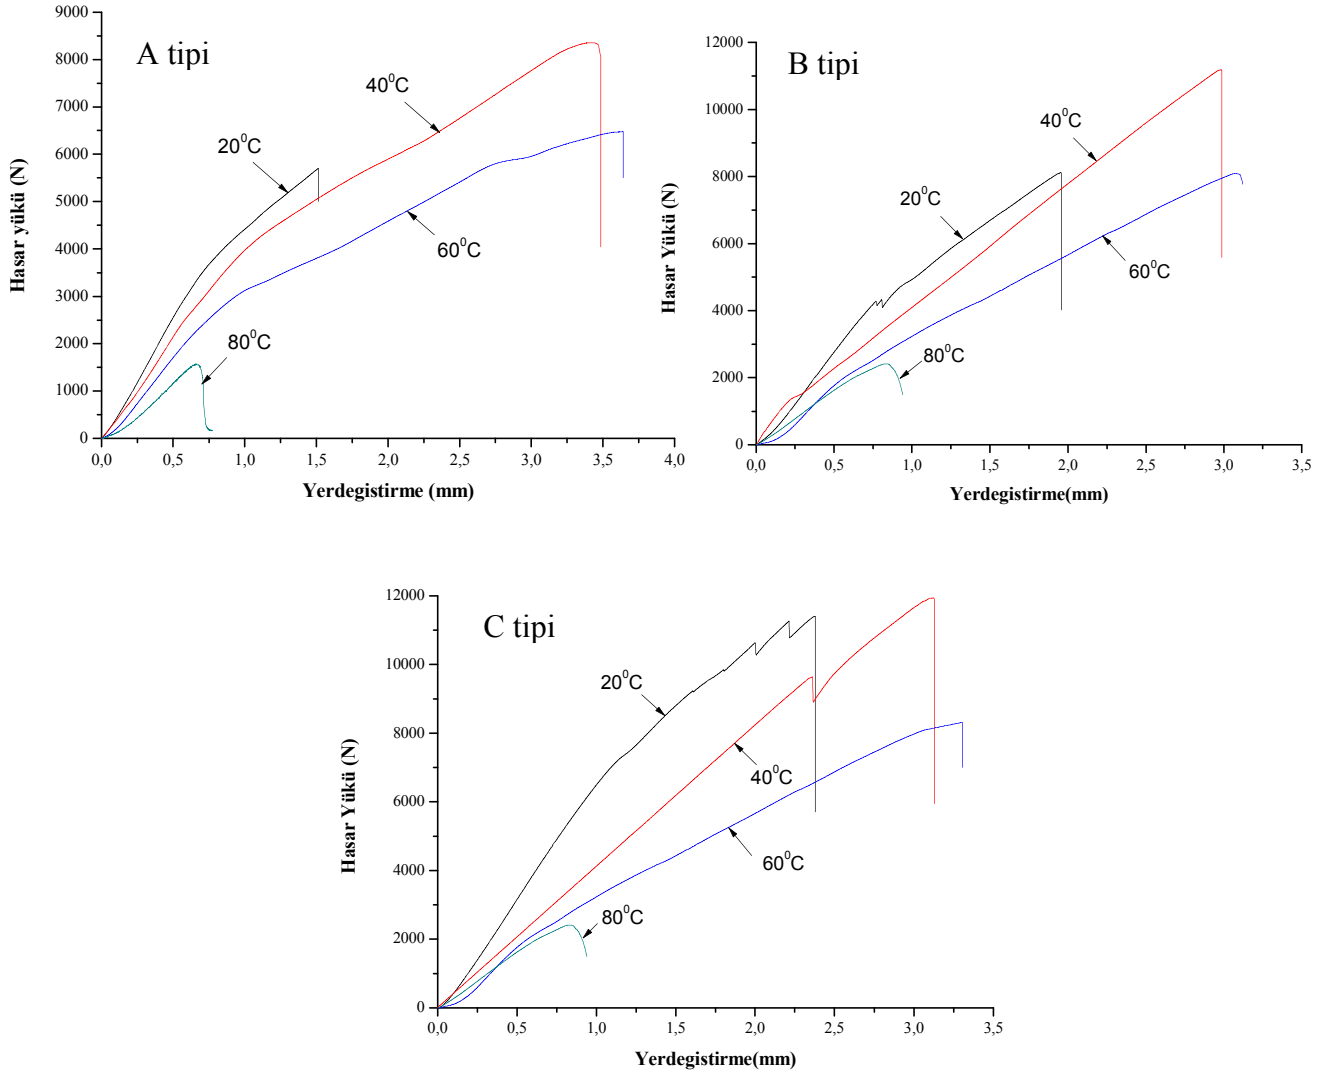 A tipi
9000
8000
7000
6000
5000
4000
3000
2000
1000
0
Hasar yükü (N)
20⁰C
40⁰C
60⁰C
80⁰C
0,0 0,5 1,0 1,5 2,0 2,5 3,0 3,5 4,0
Yerdegistirme (mm)
B tipi
12000
10000
8000
6000
4000
2000
0
Hasar Yükü (N)
20⁰C
40⁰C
60⁰C
80⁰C
0,0 0,5 1,0 1,5 2,0 2,5 3,0 3,5
Yerdegistirme(mm)
C tipi
12000
10000
8000
6000
4000
2000
0
Hasar Yükü (N)
20⁰C
40⁰C
60⁰C
80⁰C
0,0 0,5 1,0 1,5 2,0 2,5 3,0 3,5
Yerdegistirme(mm)